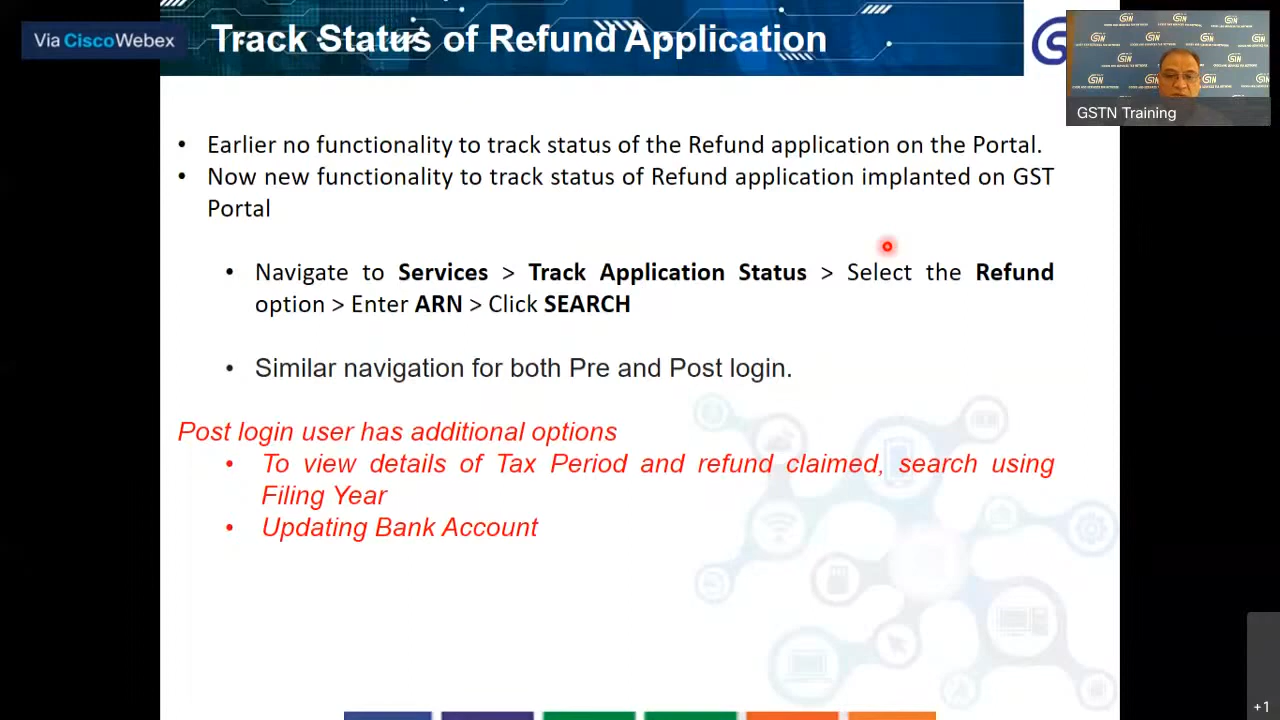 Via CiscoWebex
Track Status of Refund Application
GSTN Training
• Earlier no functionality to track status of the Refund application on the Portal.
• Now new functionality to track status of Refund application implanted on GST
Portal
• Navigate to Services > Track Application Status > Select the Refund
option > Enter ARN > Click SEARCH
• Similar navigation for both Pre and Post login.
Post login user has additional options
• To view details of Tax Period and refund claimed, search using
Filing Year
• Updating Bank Account
+1